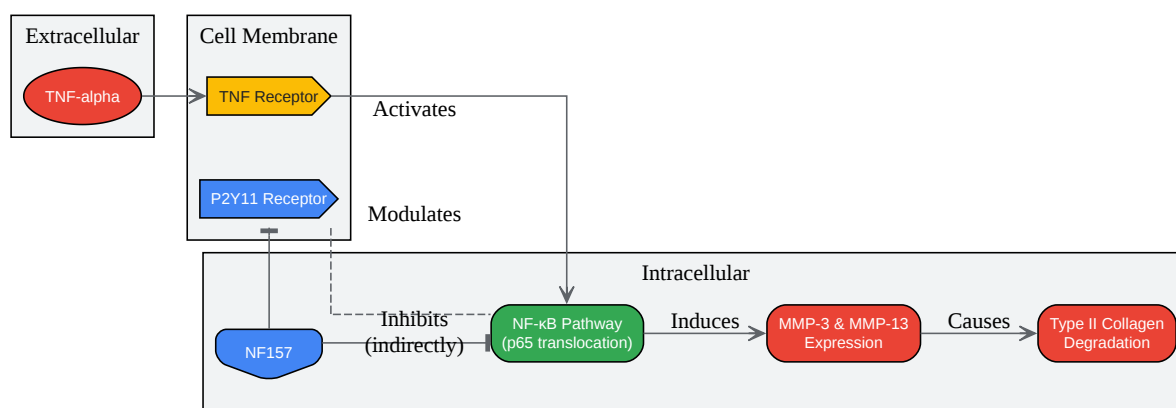 Extracellular
TNF-alpha
Cell Membrane
TNF Receptor
Activates
P2Y11 Receptor
Modulates
Intracellular
NF157
Inhibits
(indirectly)
NF-κB Pathway
(p65 translocation)
Induces
MMP-3 & MMP-13
Expression
Causes
Type II Collagen
Degradation